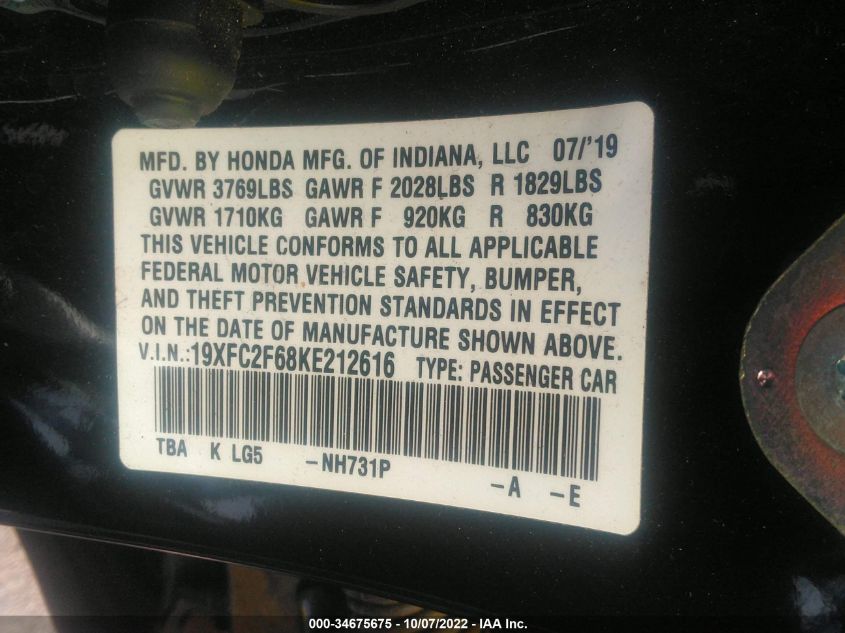 MFD. BY HONDA MFG. OF INDIANA, LLC 07/'19
GVWR 3769LBS GAWR F 2028LBS R 1829LBS
GVWR 1710KG GAWR F 920KG R 830KG
THIS VEHICLE CONFORMS TO ALL APPLICABLE
FEDERAL MOTOR VEHICLE SAFETY, BUMPER,
AND THEFT PREVENTION STANDARDS IN EFFECT
ON THE DATE OF MANUFACTURE SHOWN ABOVE.
V.I.N.:19XFC2F68KE212616 TYPE: PASSENGER CAR
TBA K LG5 -NH731P -A -E
000-34675675 - 10/07/2022 - IAAI.com